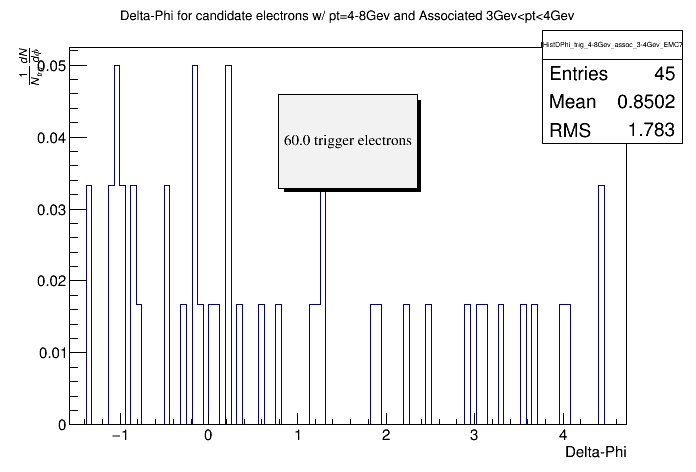 Delta-Phi for candidate electrons w/ pt=4-8Gev and Associated 3Gev<pt<4Gev
HistDPhi_trig_4-8Gev_assoc_3-4Gev_EMC7
Entries 45
Mean 0.8502
RMS 1.783
60.0 trigger electrons
0.05
0.04
0.03
0.02
0.01
0
−1 0 1 2 3 4
Delta-Phi